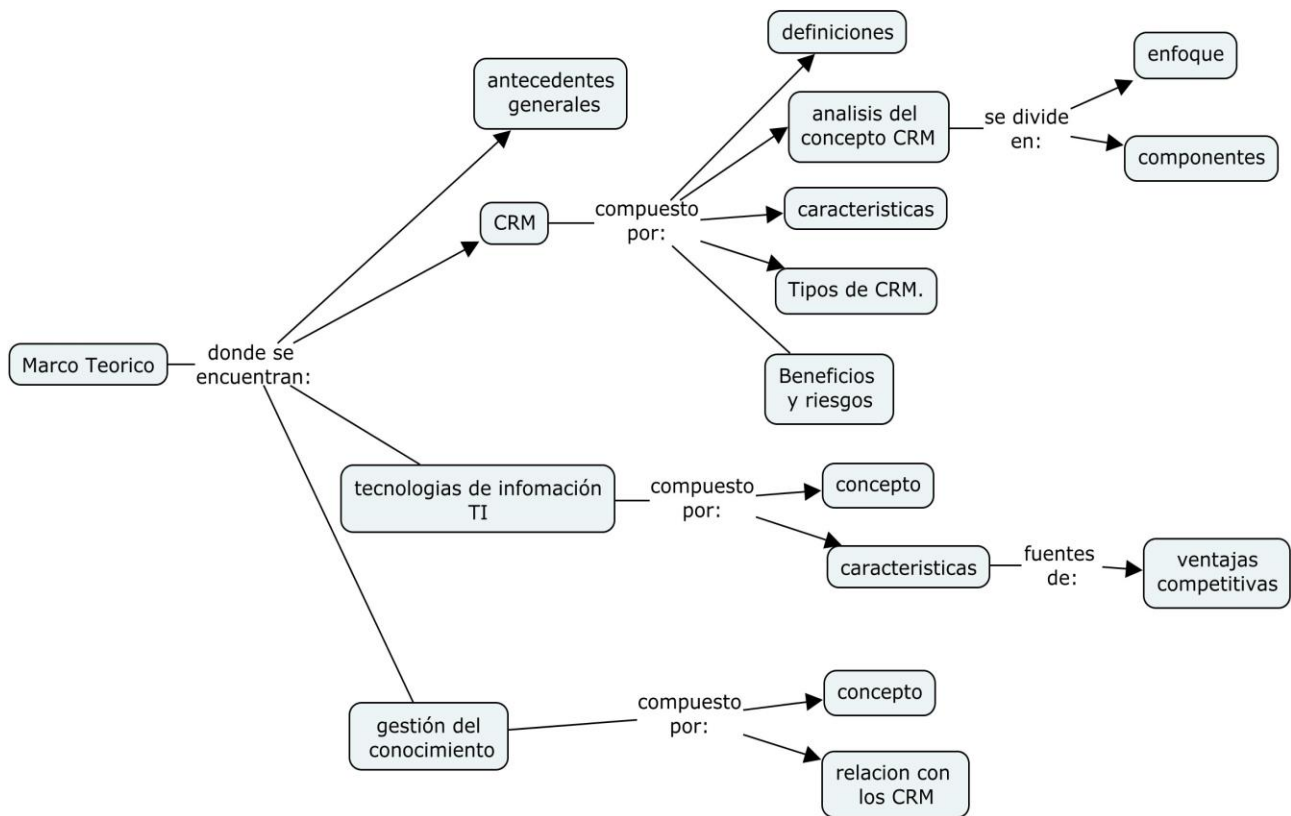 Marco Teorico
donde se
encuentran:
antecedentes
generales
CRM
compuesto
por:
definiciones
analisis del
concepto CRM
se divide
en:
enfoque
componentes
caracteristicas
Tipos de CRM.
Beneficios
y riesgos
tecnologias de infomación
TI
compuesto
por:
concepto
caracteristicas
fuentes
de:
ventajas
competitivas
gestión del
conocimiento
compuesto
por:
concepto
relacion con
los CRM